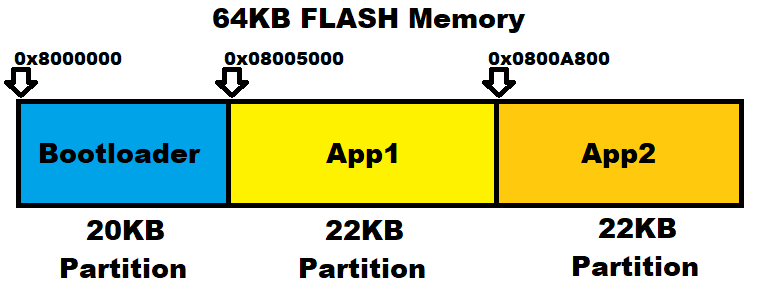 64KB FLASH Memory
0x8000000 0x08005000 0x0800A800
Bootloader App1 App2
20KB 22KB 22KB
Partition Partition Partition